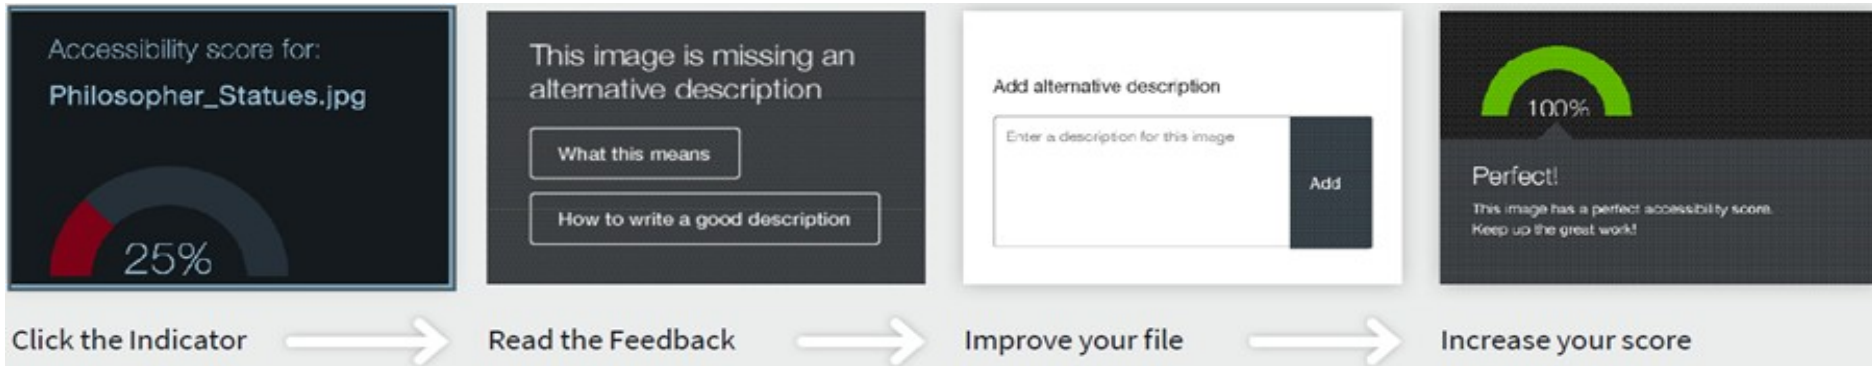 Accessibility score for:
Philosopher_Statues.jpg
25%
Click the Indicator
This image is missing an
alternative description
What this means
How to write a good description
Read the Feedback
Add alternative description
Enter a description for this image
Add
Improve your file
100%
Perfect!
This image has a perfect accessibility score.
Keep up the great work!
Increase your score